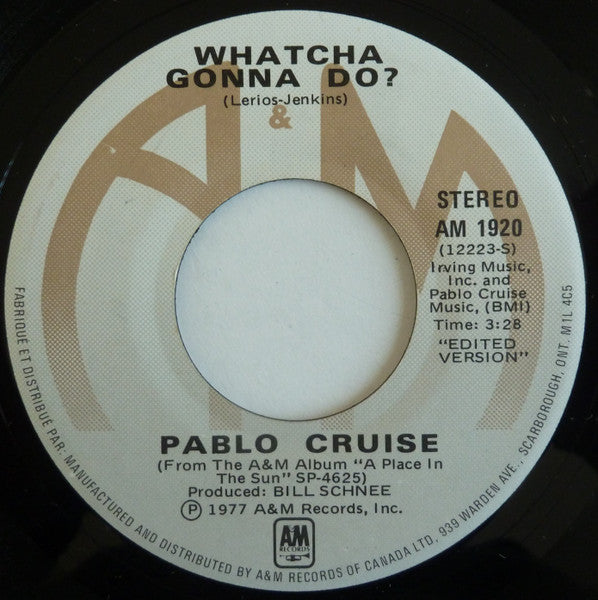 WHATCHA
GONNA DO?
(Lerios-Jenkins)
A&M
STEREO
AM 1920
(12223-S)
Irving Music,
Inc. and
Pablo Cruise
Music, (BMI)
Time: 3:28
"EDITED
VERSION"
PABLO CRUISE
(From The A&M Album "A Place In
The Sun" SP-4625)
Produced: BILL SCHNEE
Ⓟ 1977 A&M Records, Inc.
A&M
RECORDS
FABRIQUÉ ET DISTRIBUÉ PAR: MANUFACTURED AND DISTRIBUTED BY A&M RECORDS OF CANADA LTD, 939 WARDEN AVE., SCARBOROUGH, ONT. M1L 4C5